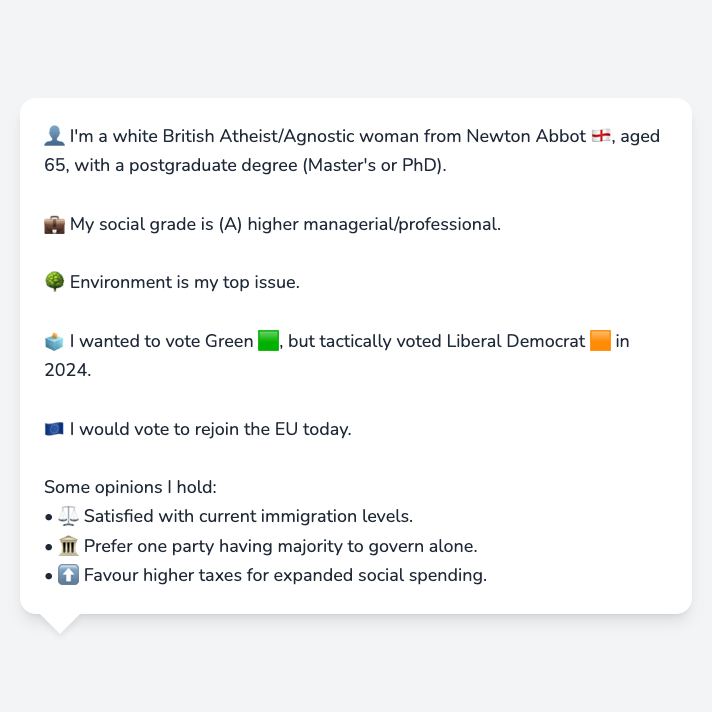 👤 I'm a white British Atheist/Agnostic woman from Newton Abbot 🏴󠁧󠁢󠁥󠁮󠁧󠁿, aged
65, with a postgraduate degree (Master's or PhD).
💼 My social grade is (A) higher managerial/professional.
🌳 Environment is my top issue.
🗳️ I wanted to vote Green 🟩, but tactically voted Liberal Democrat 🟧 in
2024.
🇪🇺 I would vote to rejoin the EU today.
Some opinions I hold:
• ⚖️ Satisfied with current immigration levels.
• 🏛️ Prefer one party having majority to govern alone.
• ⬆️ Favour higher taxes for expanded social spending.